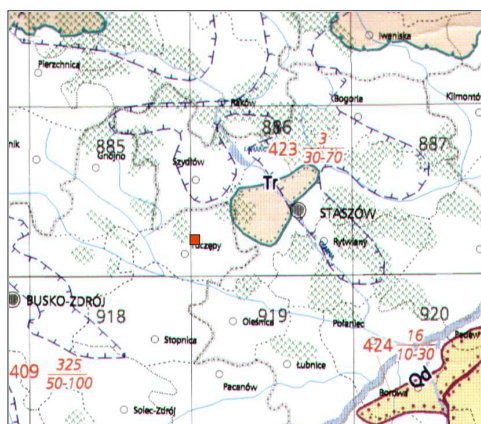 Iwaniska
Pierzchnica
Raków
Bogoria
Klimontó
886
885
887
423 3
30-70
nik
Gnojno
Szydłów
Tr
STASZÓW
Rytwiany
Tuczępy
BUSKO-ZDRÓJ
918
919
920
Oleśnica
Połaniec
Stopnica
424 16
10-30
Łubnice
409 325
50-100
Pacanów
Borowa
Qd
Solec-Zdrój